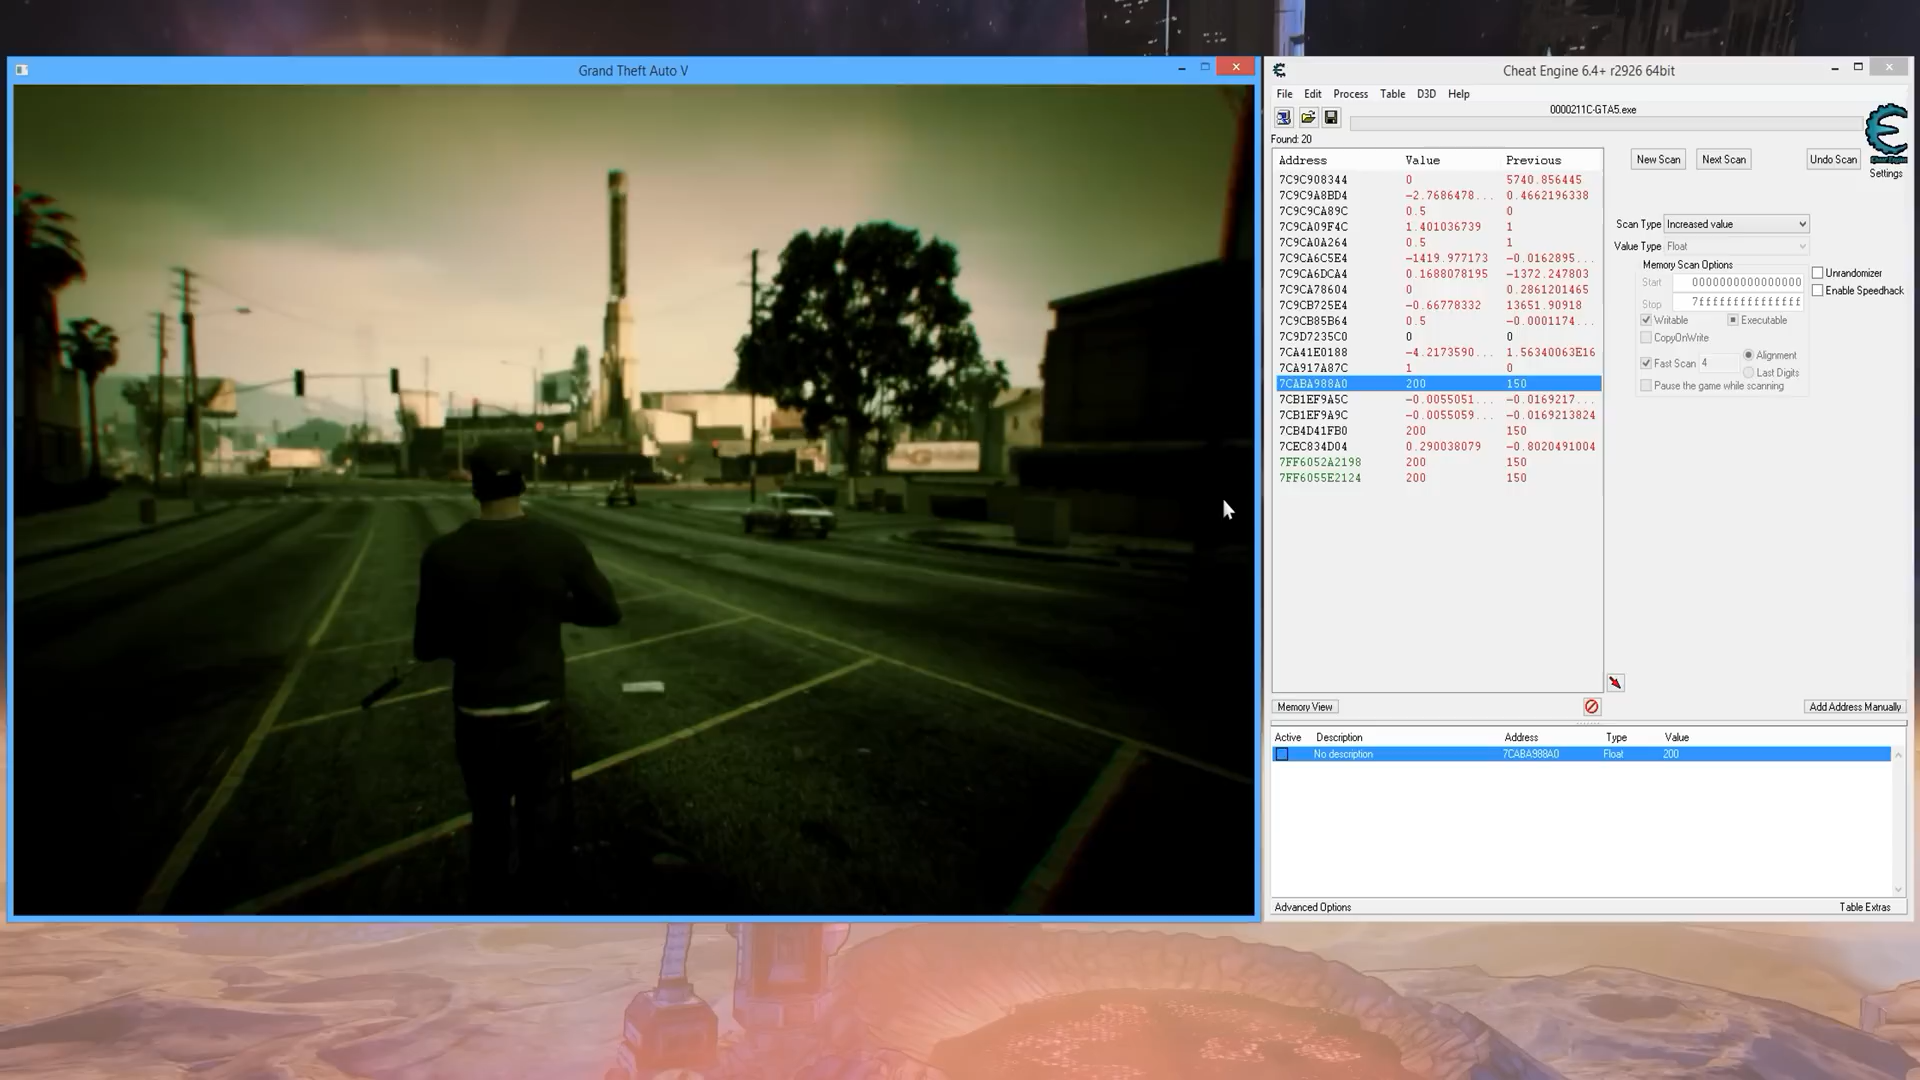 Grand Theft Auto V
Cheat Engine 6.4+ r2926 64bit
File Edit Process Table D3D Help
0000211C-GTA5.exe
Found: 20
Address Value Previous
7C9C908344 0 5740.856445
7C9C9A8BD4 -2.7686478... 0.4662196338
7C9C9CA89C 0.5 0
7C9CA09F4C 1.401036739 1
7C9CA0A264 0.5 1
7C9CA6C5E4 -1419.977173 -0.0162895...
7C9CA6DCA4 0.1688078195 -1372.247803
7C9CA78604 0 0.2861201465
7C9CB725E4 -0.66778332 13651.90918
7C9CB85B64 0.5 -0.0001174...
7C9D7235C0 0 0
7CA41E0188 -4.2173590... 1.56340063E16
7CA917A87C 1 0
7CABA988A0 200 150
7CB1EF9A5C -0.0055051... -0.0169217...
7CB1EF9A9C -0.0055059... -0.0169213824
7CB4D41FB0 200 150
7CEC834D04 0.290038079 -0.8020491004
7FF6052A2198 200 150
7FF6055E2124 200 150
New Scan Next Scan Undo Scan
Settings
Scan Type Increased value
Value Type Float
Memory Scan Options
Start 0000000000000000
Stop 7fffffffffffffff
Writable Executable
CopyOnWrite
Fast Scan 4 Alignment
Last Digits
Pause the game while scanning
Unrandomizer
Enable Speedhack
Memory View Add Address Manually
Active Description Address Type Value
No description 7CABA988A0 Float 200
Advanced Options Table Extras